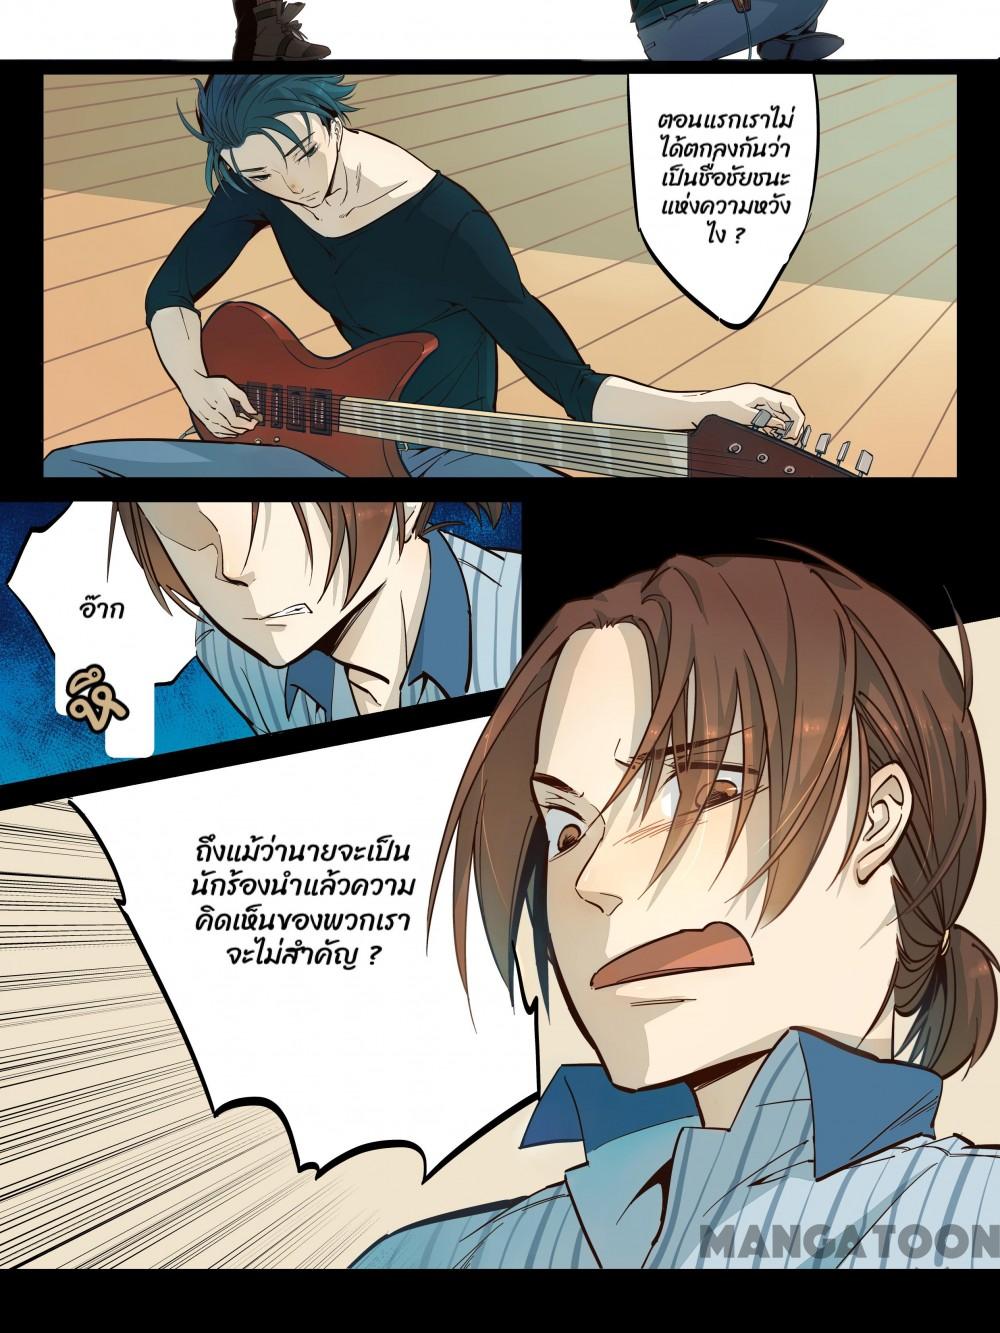 ตอนแรกเราไม่
ได้ตกลงกันว่า
เป็นชื่อชัยชนะ
แห่งความหวัง
ไง ?
อ๊าก
หึ
ถึงแม้ว่านายจะเป็น
นักร้องนำแล้วความ
คิดเห็นของพวกเรา
จะไม่สำคัญ ?
MANGATOON